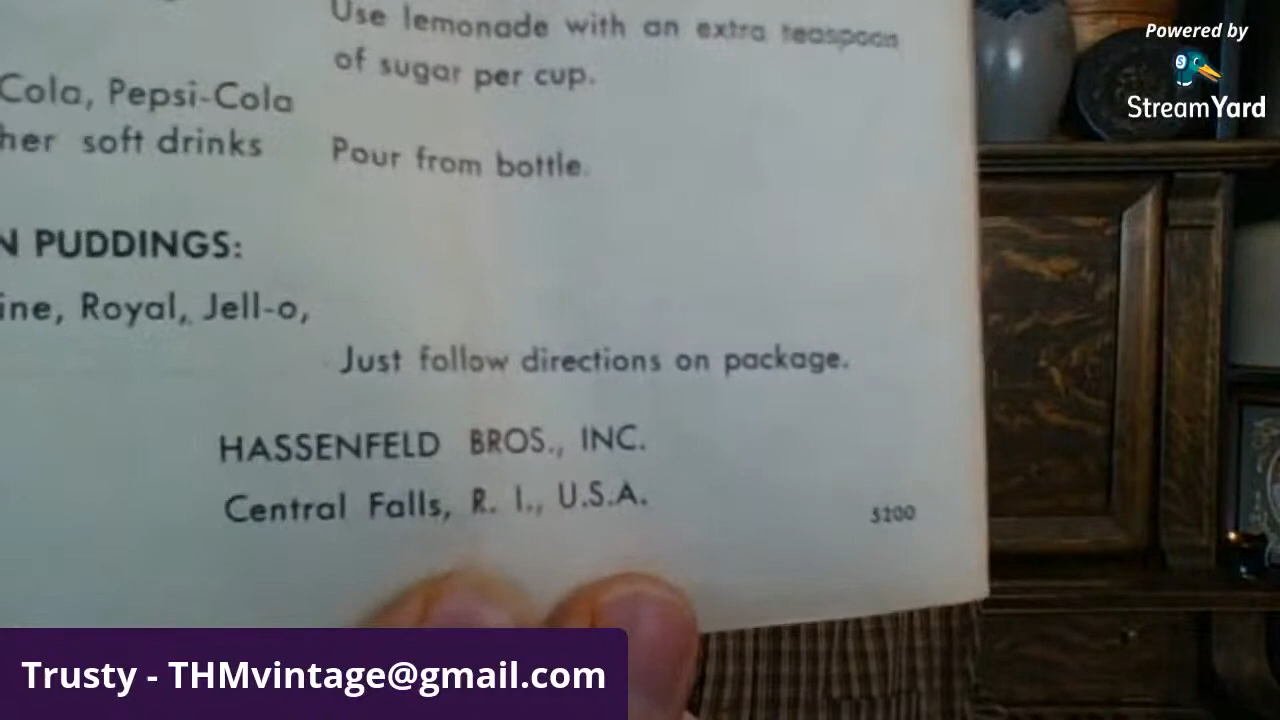 Use lemonade with an extra teaspoon
of sugar per cup.
Cola, Pepsi-Cola
her soft drinks
Pour from bottle.
N PUDDINGS:
ine, Royal, Jell-o,
Just follow directions on package.
HASSENFELD BROS., INC.
Central Falls, R. I., U.S.A.
5200
Powered by
StreamYard
Trusty - THMvintage@gmail.com